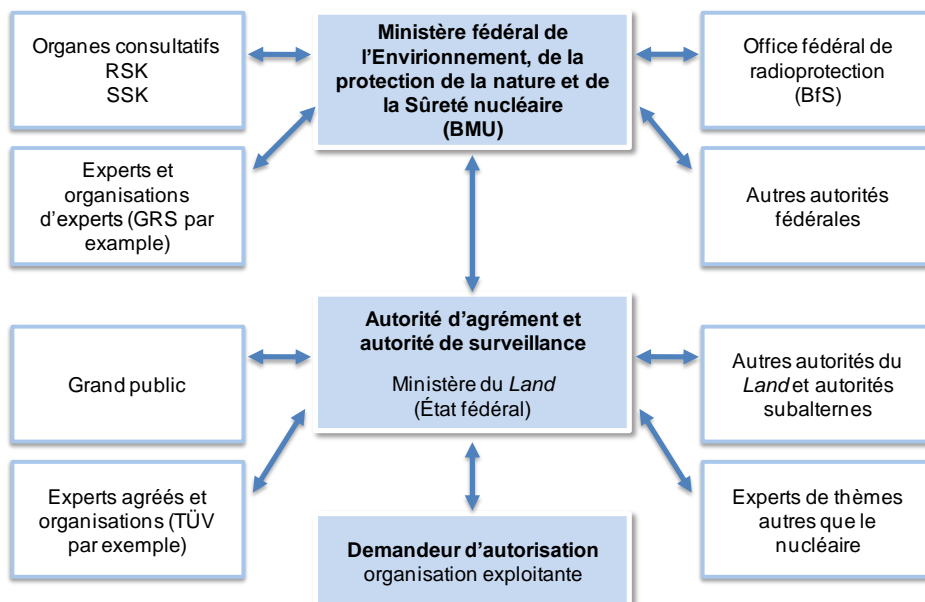 Organes consultatifs
RSK
SSK
Ministère fédéral de
l'Envirionnement, de la
protection de la nature et de
la Sûreté nucléaire
(BMU)
Office fédéral de
radioprotection
(BfS)
Experts et
organisations
d'experts (GRS par
example)
Autres autorités
fédérales
Autorité d'agrément et
autorité de surveillance
Ministère du Land
(État fédéral)
Grand public
Autres autorités du
Land et autorités
subalternes
Experts agréés et
organisations (TÜV
par exemple)
Experts de thèmes
autres que le
nucléaire
Demandeur d'autorisation
organisation exploitante